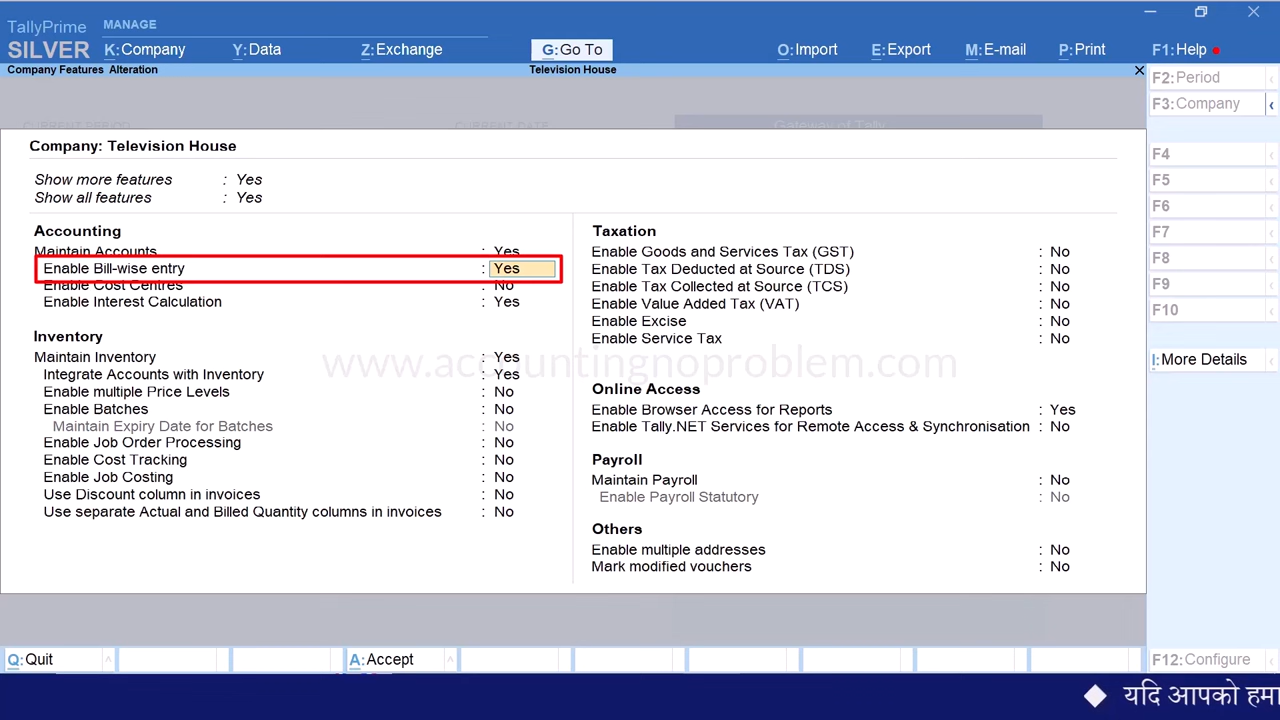 TallyPrime
MANAGE
SILVER
K:Company
Y:Data
Z:Exchange
G:Go To
O:Import
E:Export
M:E-mail
P:Print
F1:Help
Company Features Alteration
Television House
F2:Period
F3:Company
F4
F5
F6
F7
F8
F9
F10
I:More Details
F12:Configure
CURRENT PERIOD
CURRENT DATE
Gateway of Tally
Company: Television House
Show more features : Yes
Show all features : Yes
Accounting
Maintain Accounts : Yes
Enable Bill-wise entry : Yes
Enable Cost Centres : No
Enable Interest Calculation : Yes
Inventory
Maintain Inventory : Yes
Integrate Accounts with Inventory : Yes
Enable multiple Price Levels : No
Enable Batches : No
Maintain Expiry Date for Batches : No
Enable Job Order Processing : No
Enable Cost Tracking : No
Enable Job Costing : No
Use Discount column in invoices : No
Use separate Actual and Billed Quantity columns in invoices : No
Taxation
Enable Goods and Services Tax (GST) : No
Enable Tax Deducted at Source (TDS) : No
Enable Tax Collected at Source (TCS) : No
Enable Value Added Tax (VAT) : No
Enable Excise : No
Enable Service Tax : No
Online Access
Enable Browser Access for Reports : Yes
Enable Tally.NET Services for Remote Access & Synchronisation : No
Payroll
Maintain Payroll : No
Enable Payroll Statutory : No
Others
Enable multiple addresses : No
Mark modified vouchers : No
www.accountingnoproblem.com
Q:Quit
A:Accept
यदि आपको हमा